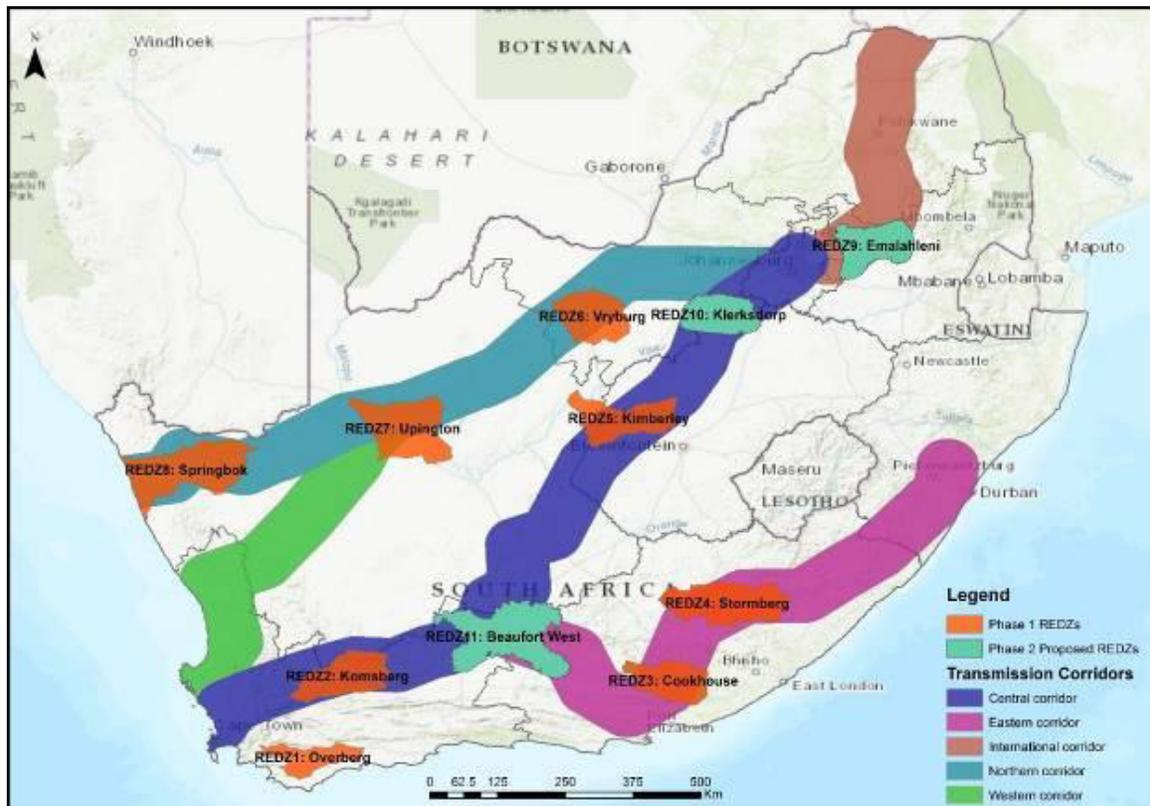 N
Windhoek
BOTSWANA
KALAHARI
DESERT
Gaborone
Kgalagadi
Transfrontier
Park
Limpopo
Mbombela
Maputo
REDZ9: Emalahleni
Johannesburg
Mbabane
Lobamba
REDZ6: Vryburg
REDZ10: Klerksdorp
ESWATINI
Newcastle
REDZ7: Upington
REDZ5: Kimberley
Bloemfontein
REDZ8: Springbok
Maseru
LESOTHO
Pietermaritzburg
Durban
Orange
SOUTH AFRICA
REDZ4: Stormberg
REDZ11: Beaufort West
REDZ2: Komsberg
REDZ3: Cookhouse
Bhisho
East London
Port
Elizabeth
Cape Town
REDZ1: Overberg
0 62.5 125 250 375 500
Km
Legend
Phase 1 REDZs
Phase 2 Proposed REDZs
Transmission Corridors
Central corridor
Eastern corridor
International corridor
Northern corridor
Western corridor